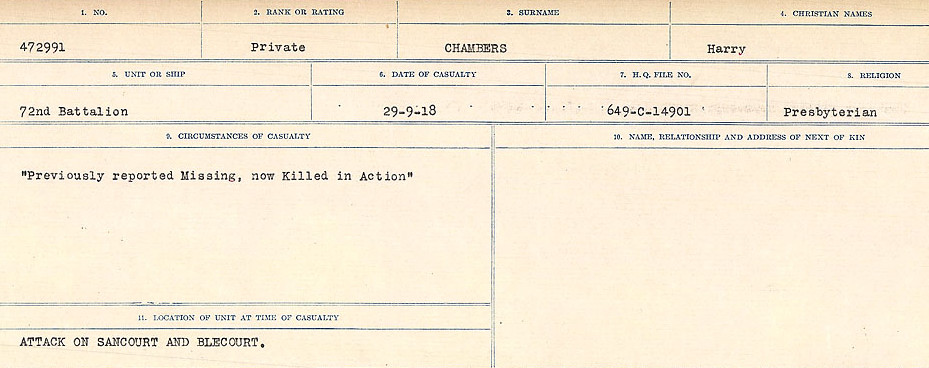 1. NO.
2. RANK OR RATING
3. SURNAME
4. CHRISTIAN NAMES
472991
Private
CHAMBERS
Harry
5. UNIT OR SHIP
6. DATE OF CASUALTY
7. H.Q. FILE NO.
8. RELIGION
72nd Battalion
29-9-18
649-C-14901
Presbyterian
9. CIRCUMSTANCES OF CASUALTY
10. NAME, RELATIONSHIP AND ADDRESS OF NEXT OF KIN
"Previously reported Missing, now Killed in Action"
11. LOCATION OF UNIT AT TIME OF CASUALTY
ATTACK ON SANCOURT AND BLECOURT.